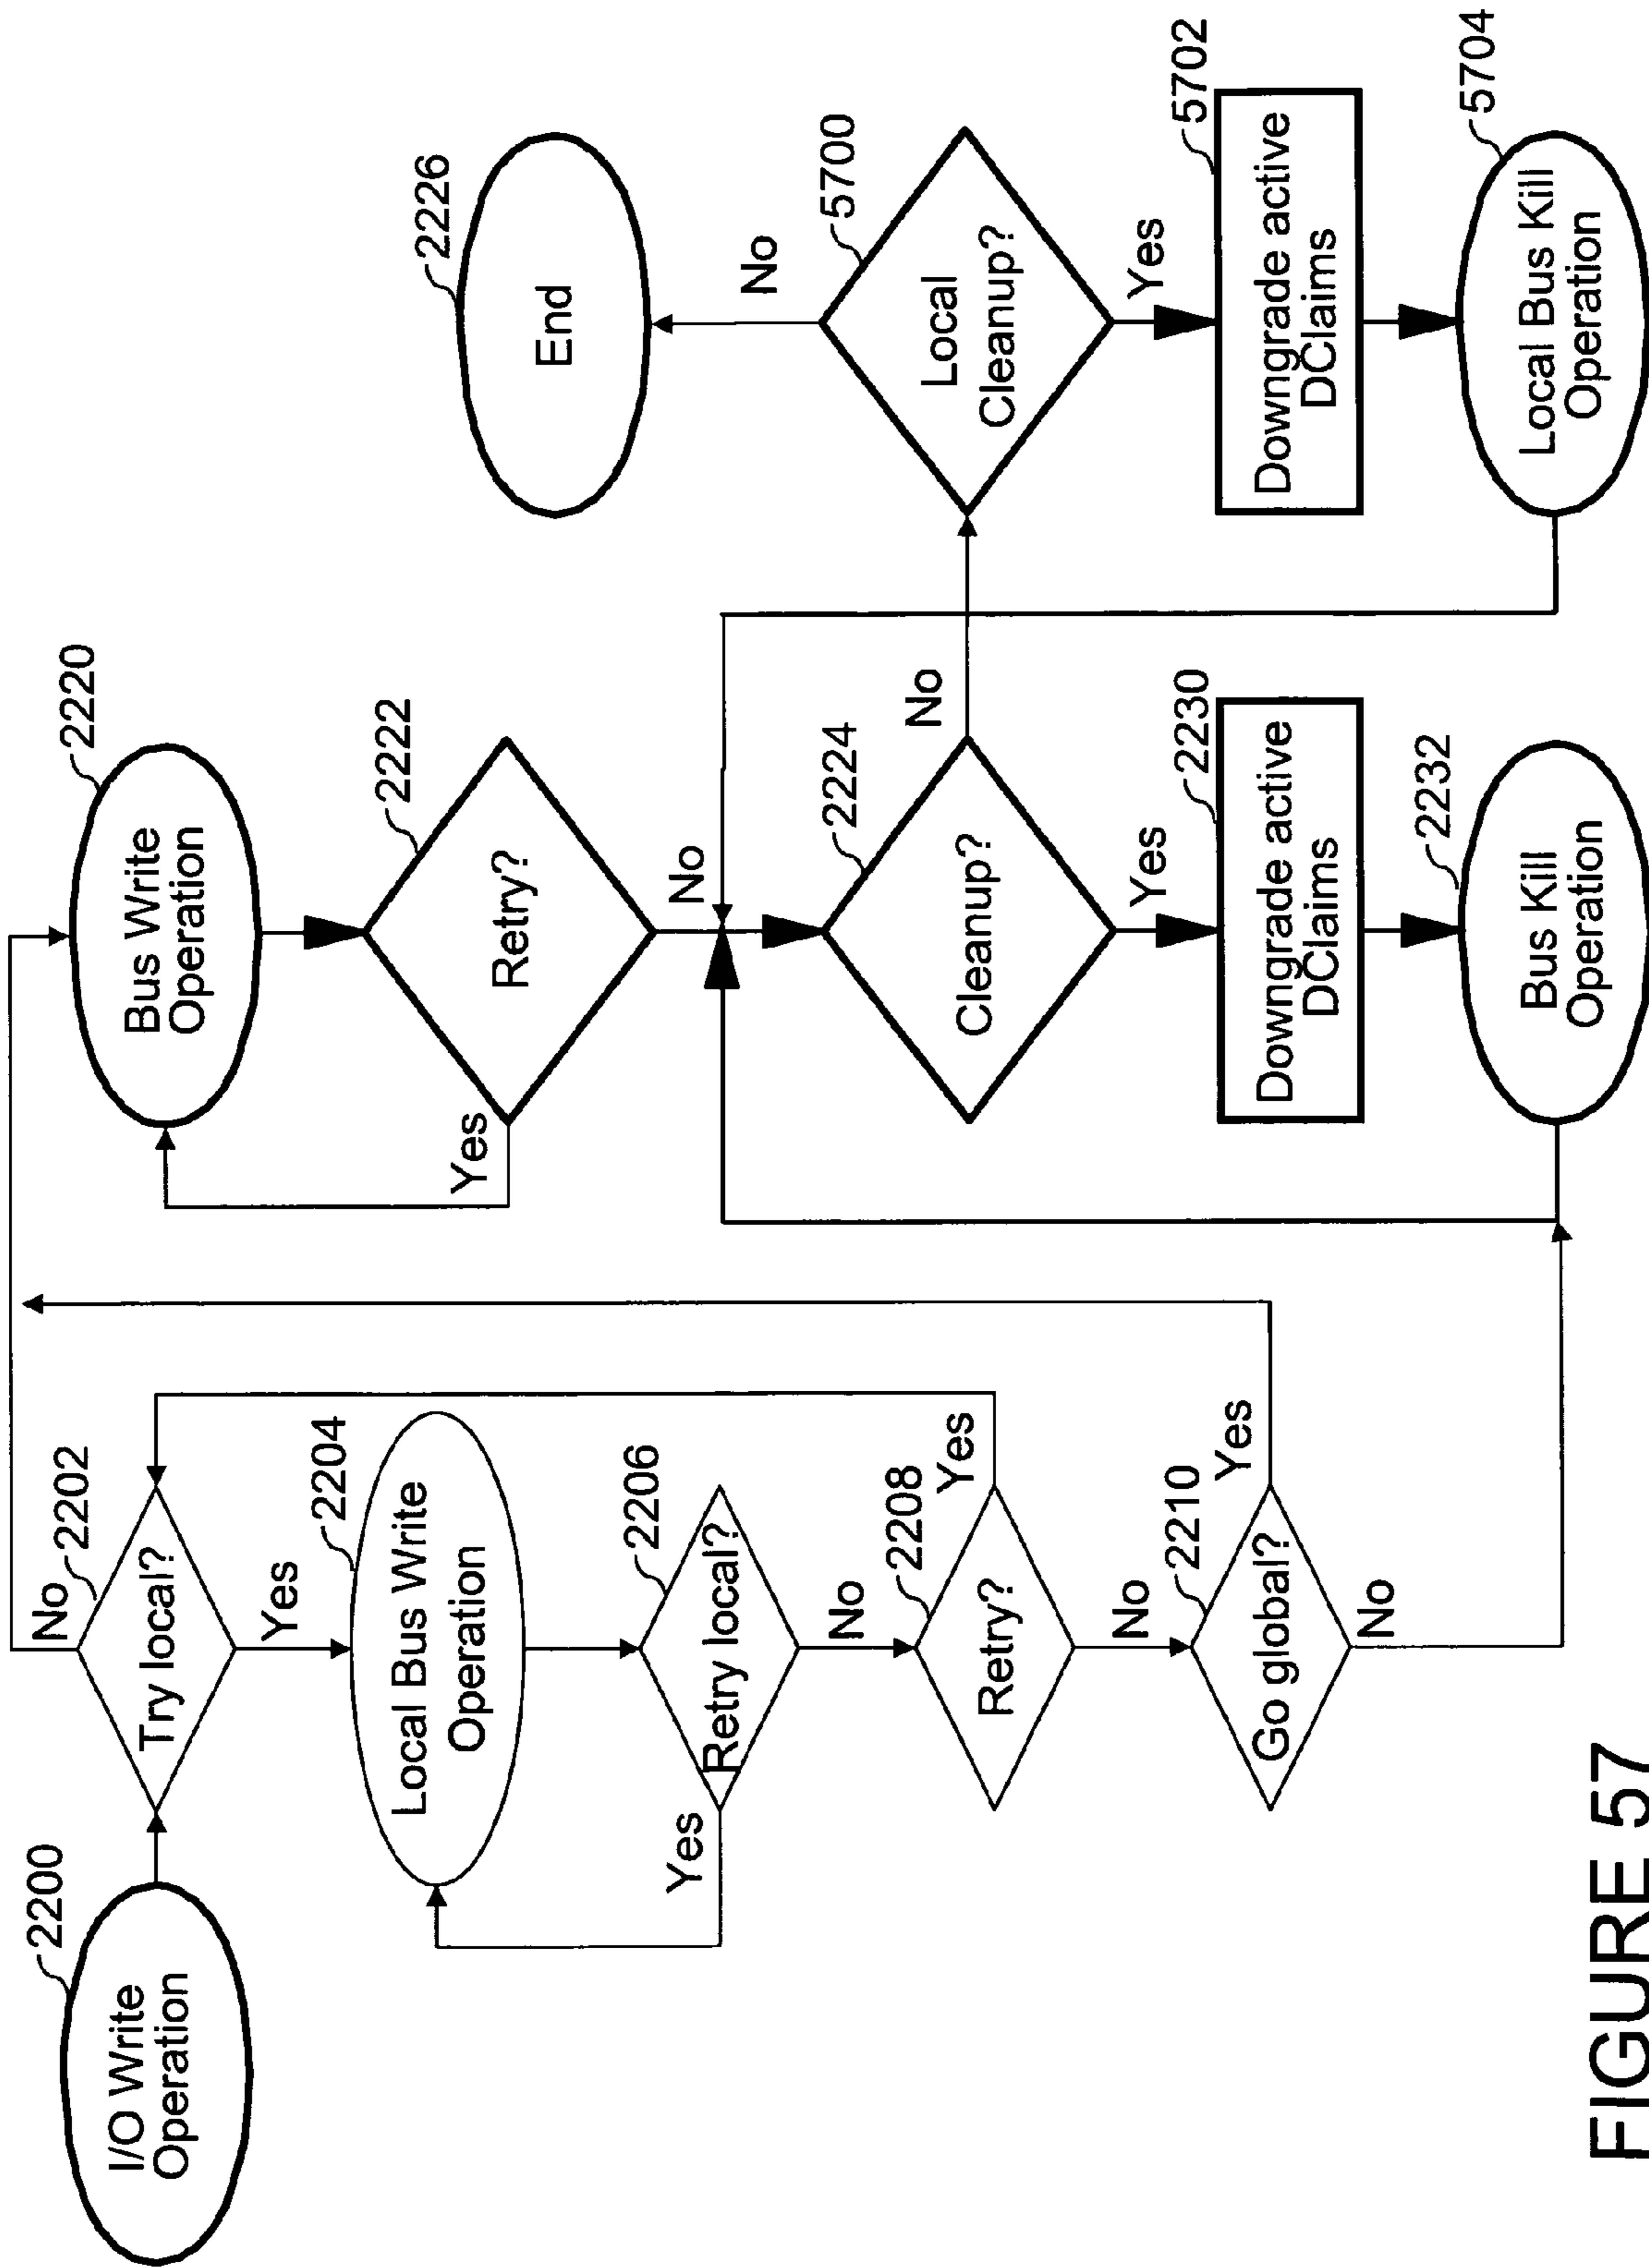 2200
I/O Write
Operation
No
2202
Try local?
Yes
2204
Local Bus Write
Operation
2206
Retry local?
Yes
No
2208
Retry?
Yes
No
2210
Go global?
Yes
No
2220
Bus Write
Operation
2222
Retry?
Yes
No
2224
Cleanup?
No
Yes
2230
Downgrade active
DClaims
2232
Bus Kill
Operation
2226
End
No
5700
Local
Cleanup?
Yes
5702
Downgrade active
DClaims
5704
Local Bus Kill
Operation
FIGURE 57